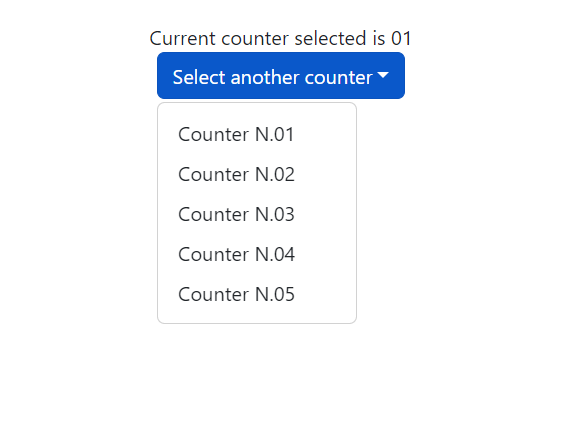 Current counter selected is 01
Select another counter
Counter N.01
Counter N.02
Counter N.03
Counter N.04
Counter N.05